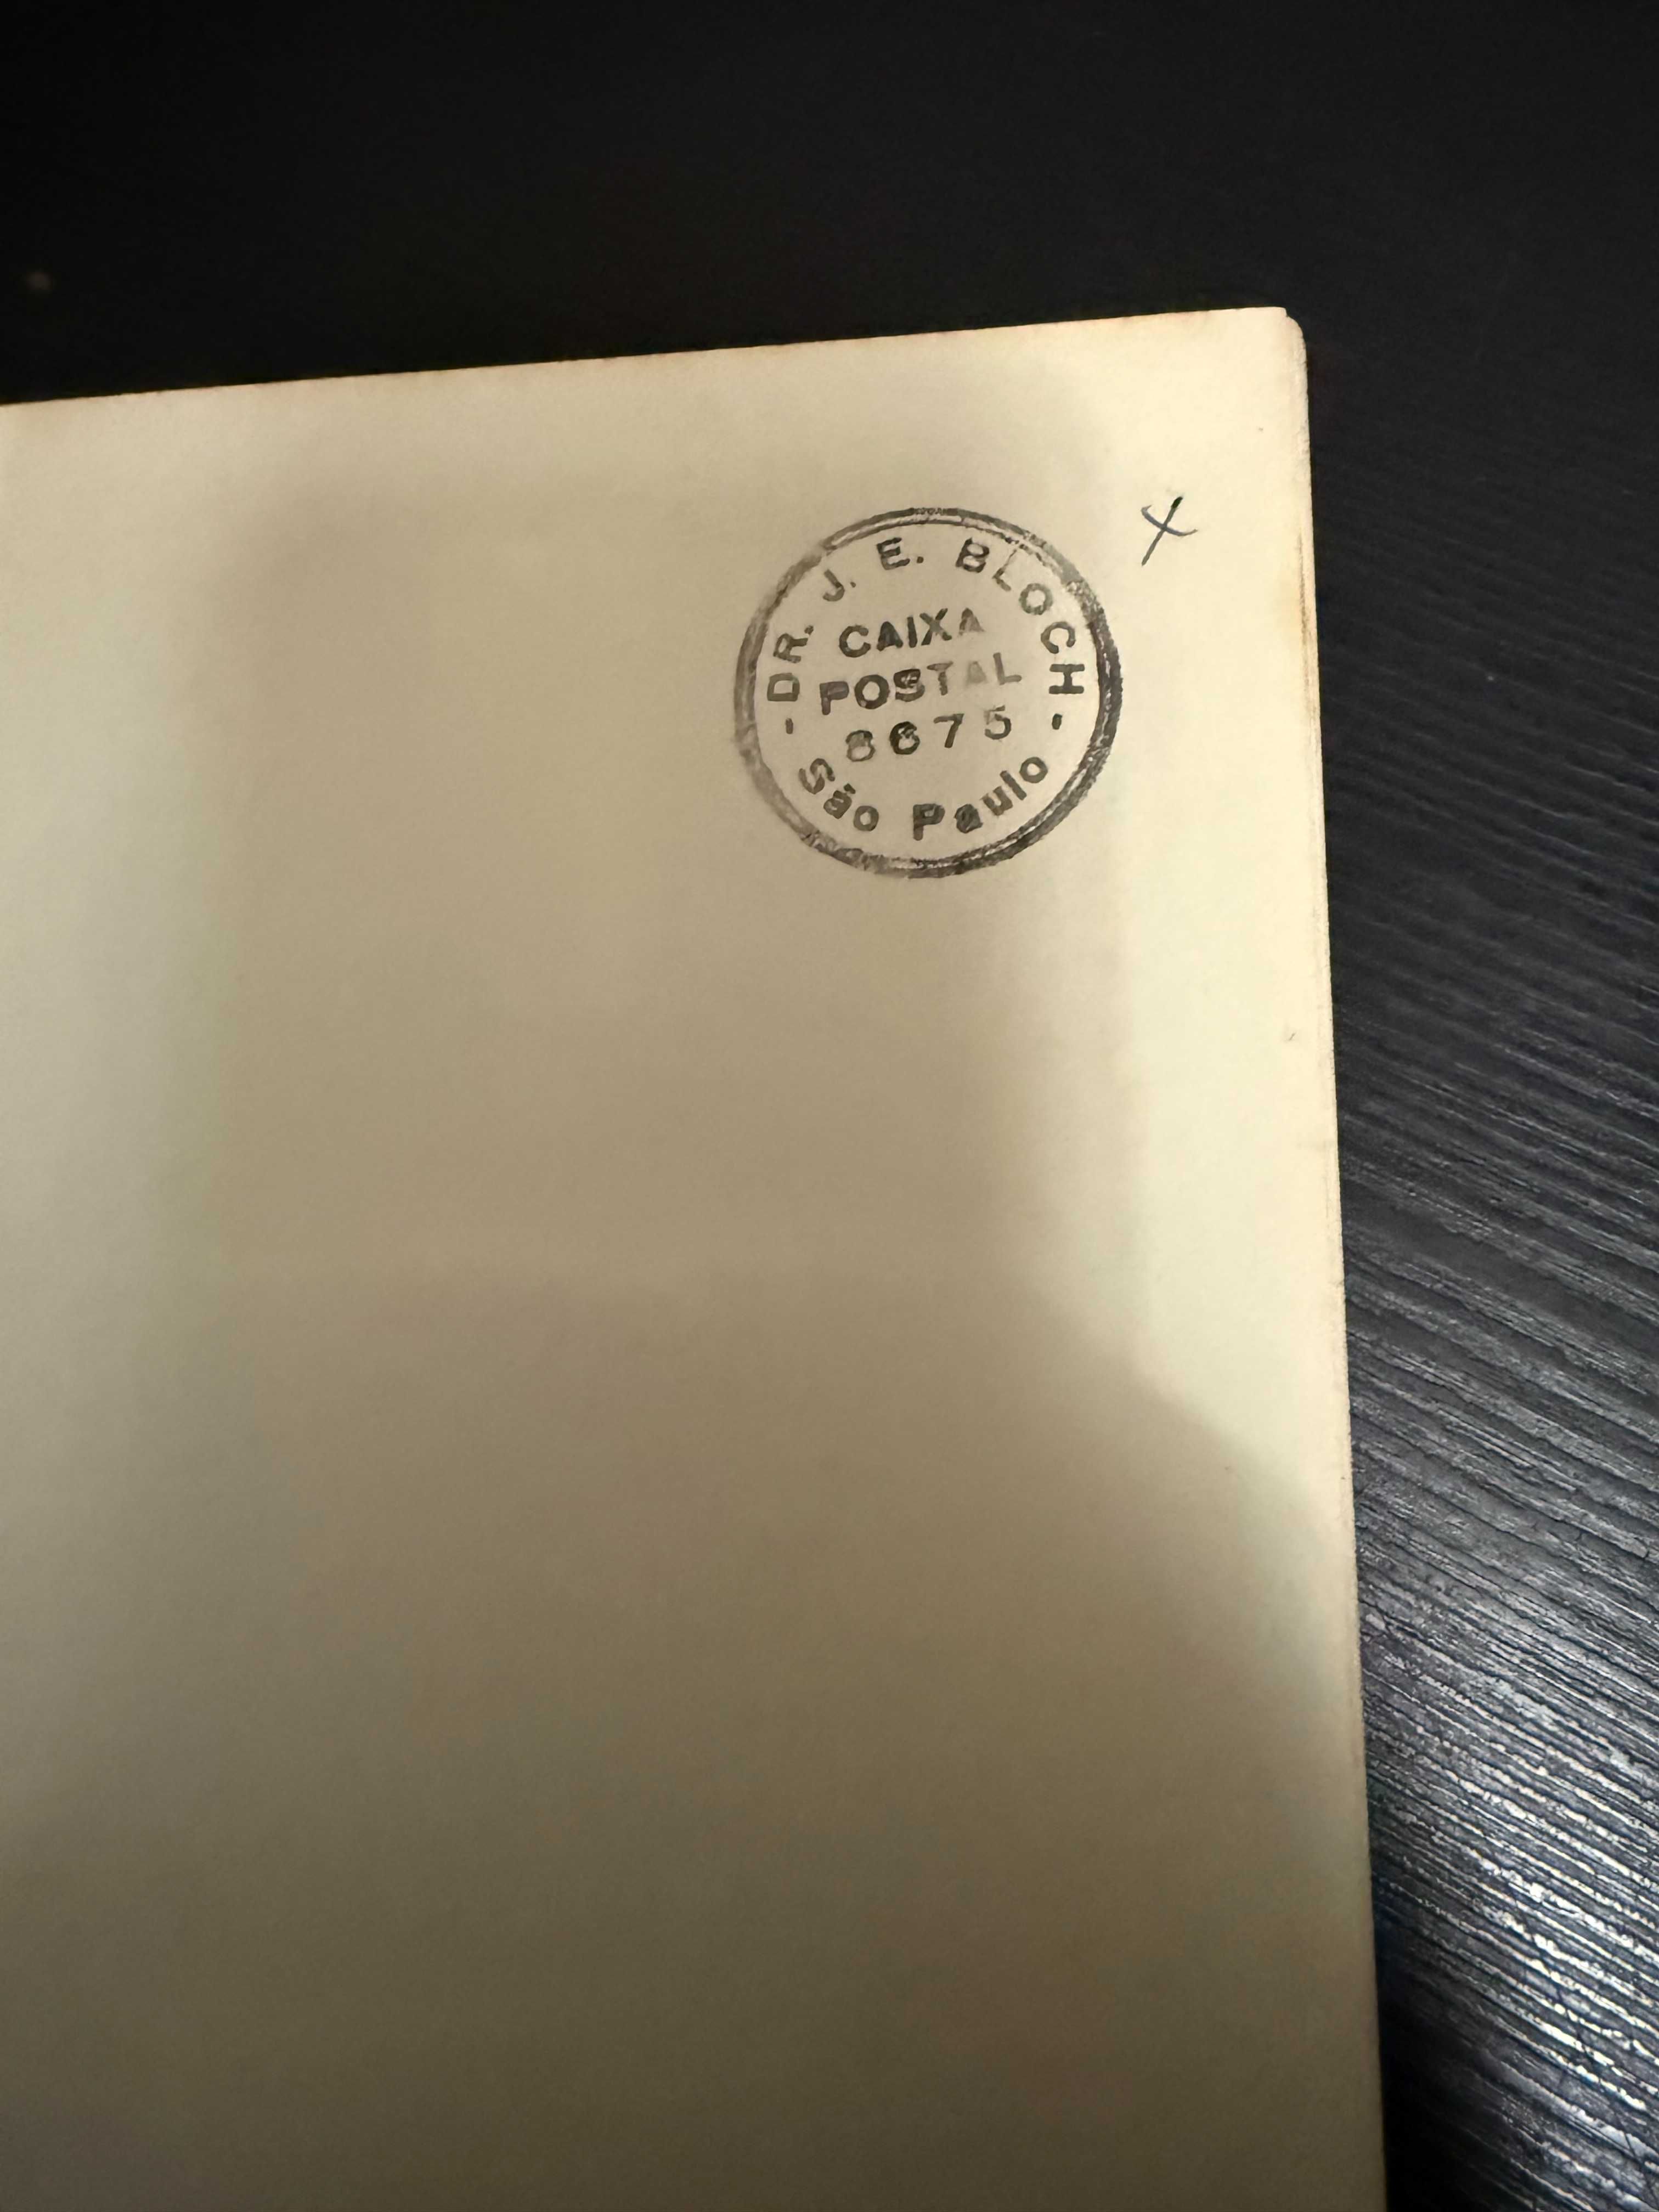 · DR. J. E. BLOCH ·
CAIXA
POSTAL
8675
São Paulo
x